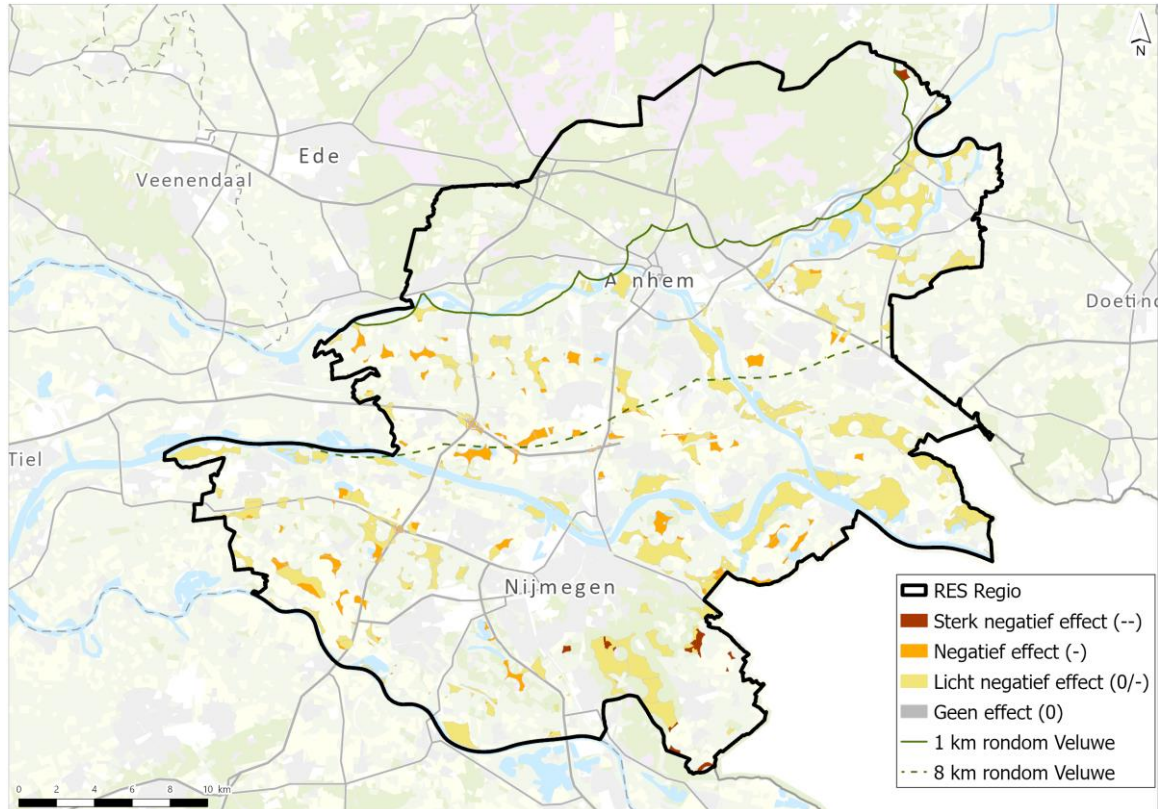 N
Ede
Veenendaal
A nhem
Doetinc
Tiel
Nijmegen
RES Regio
Sterk negatief effect (--)
Negatief effect (-)
Licht negatief effect (0/-)
Geen effect (0)
1 km rondom Veluwe
8 km rondom Veluwe
0 2 4 6 8 10 km